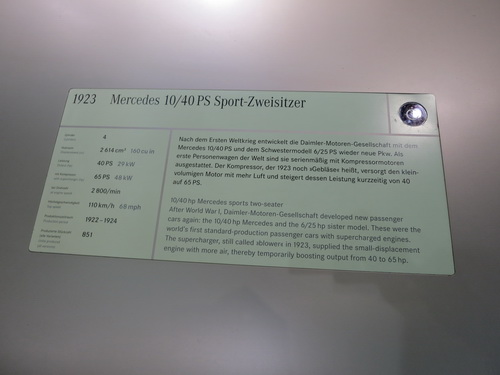 1923 Mercedes 10/40 PS Sport-Zweisitzer
4
2 614 cm³ 160 cu in
40 PS 29 kW
65 PS 48 kW
2 800/min
110 km/h 68 mph
1922 - 1924
851
Nach dem Ersten Weltkrieg entwickelt die Daimler-Motoren-Gesellschaft mit dem
Mercedes 10/40 PS und dem Schwestermodell 6/25 PS wieder neue Pkw. Als
erste Personenwagen der Welt sind sie serienmäßig mit Kompressormotoren
ausgestattet. Der Kompressor, der 1923 noch »Gebläse« heißt, versorgt den klein-
volumigen Motor mit mehr Luft und steigert dessen Leistung kurzzeitig von 40
auf 65 PS.
10/40 hp Mercedes sports two-seater
After World War I, Daimler-Motoren-Gesellschaft developed new passenger
cars again: the 10/40 hp Mercedes and the 6/25 hp sister model. These were the
world's first standard-production passenger cars with supercharged engines.
The supercharger, still called »blower« in 1923, supplied the small-displacement
engine with more air, thereby temporarily boosting output from 40 to 65 hp.